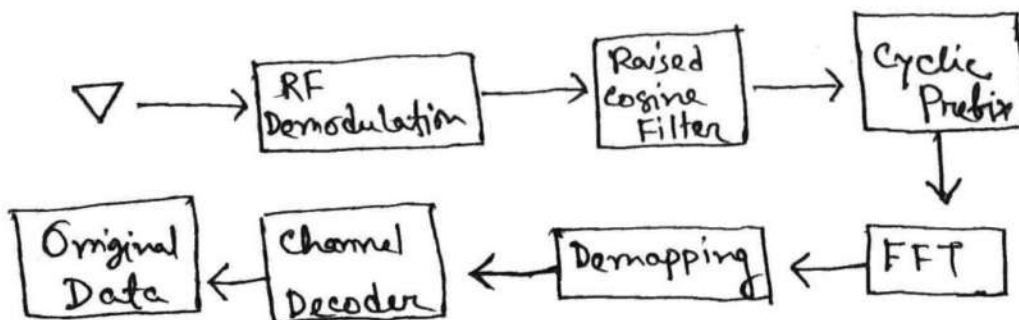 RF
Demodulation
Raised
Cosine
Filter
Cyclic
Prefix
FFT
Demapping
Channel
Decoder
Original
Data